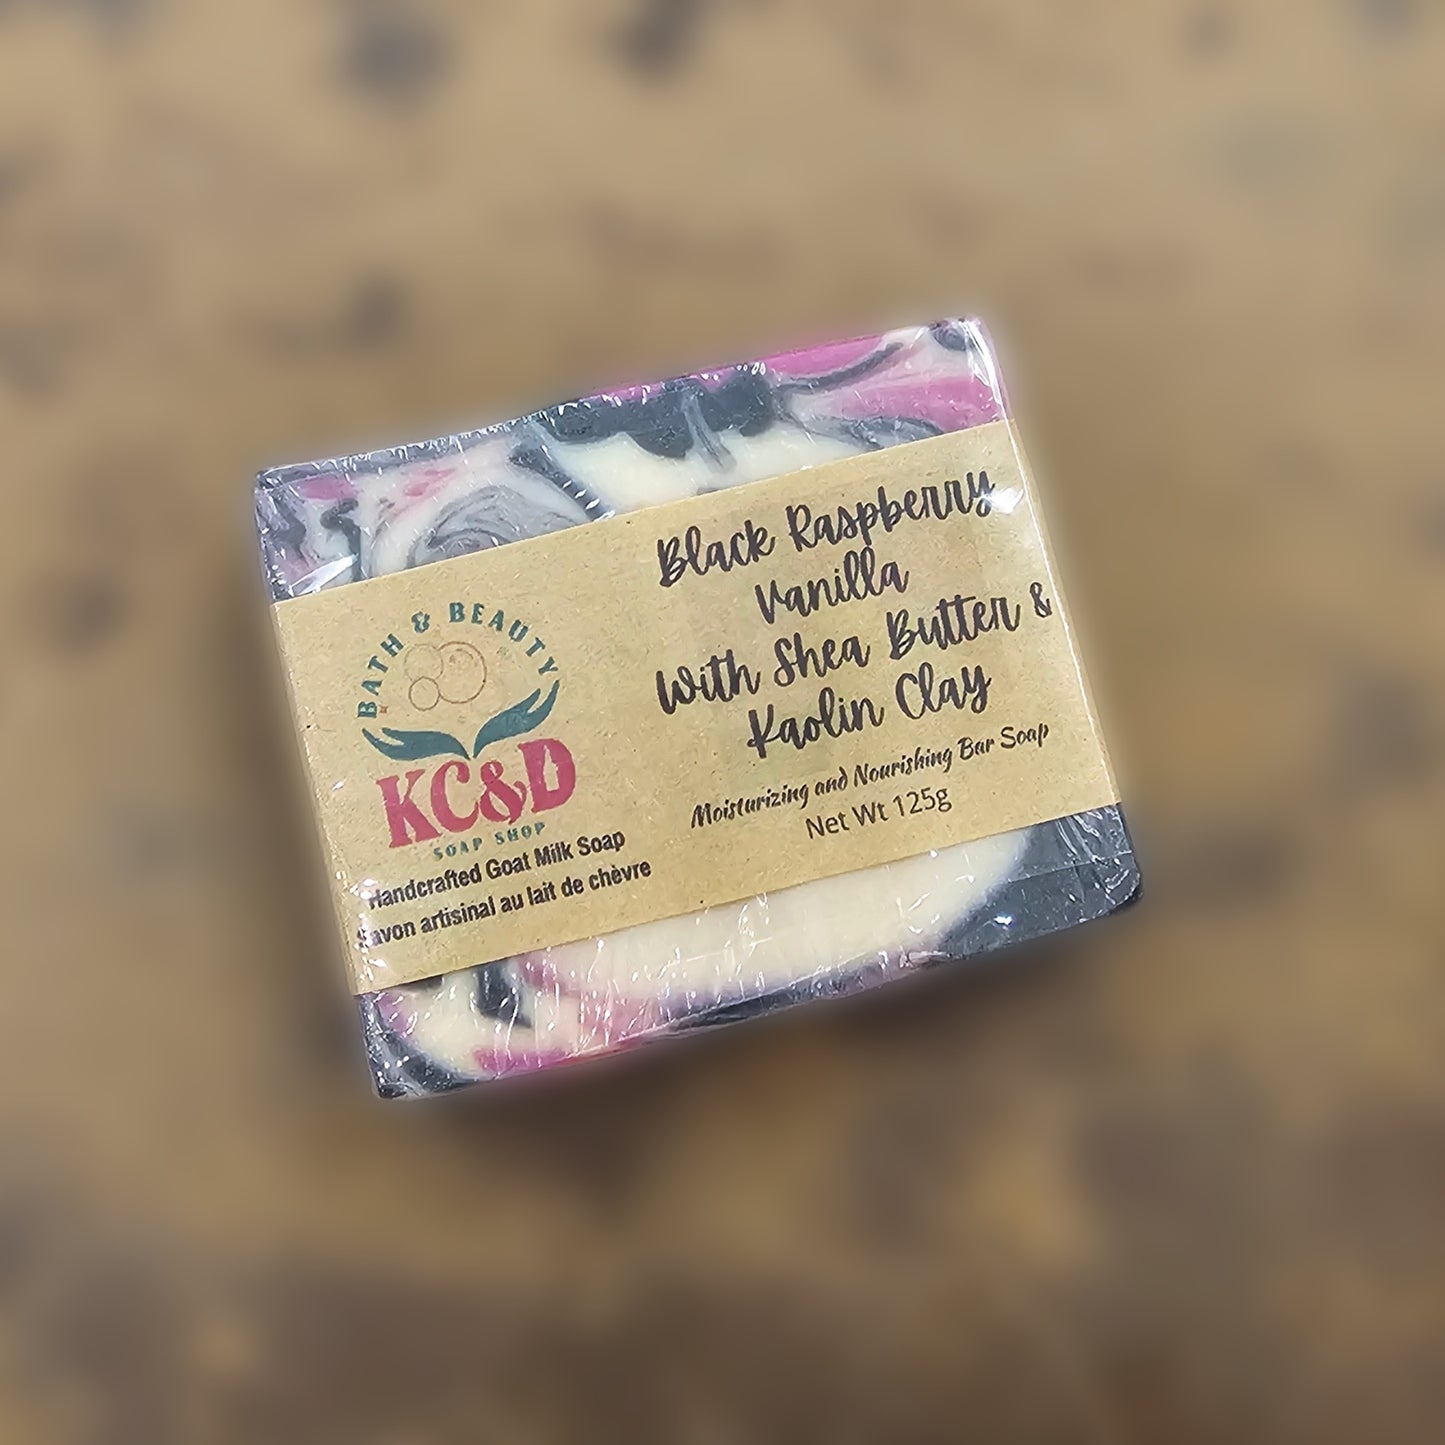 BATH & BEAUTY
KC&D
SOAP SHOP
Handcrafted Goat Milk Soap
Savon artisinal au lait de chèvre
Black Raspberry
Vanilla
With Shea Butter &
Kaolin Clay
Moisturizing and Nourishing Bar Soap
Net Wt 125g